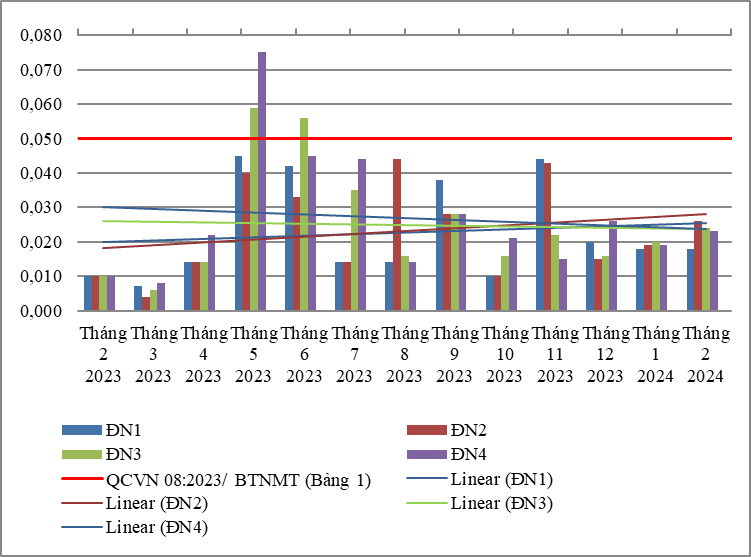 0,080
0,070
0,060
0,050
0,040
0,030
0,020
0,010
0,000
Tháng Tháng Tháng Tháng Tháng Tháng Tháng Tháng Tháng Tháng Tháng Tháng Tháng
2 3 4 5 6 7 8 9 10 11 12 1 2
2023 2023 2023 2023 2023 2023 2023 2023 2023 2023 2023 2024 2024
ĐN1 ĐN2
ĐN3 ĐN4
QCVN 08:2023/ BTNMT (Bảng 1) Linear (ĐN1)
Linear (ĐN2) Linear (ĐN3)
Linear (ĐN4)